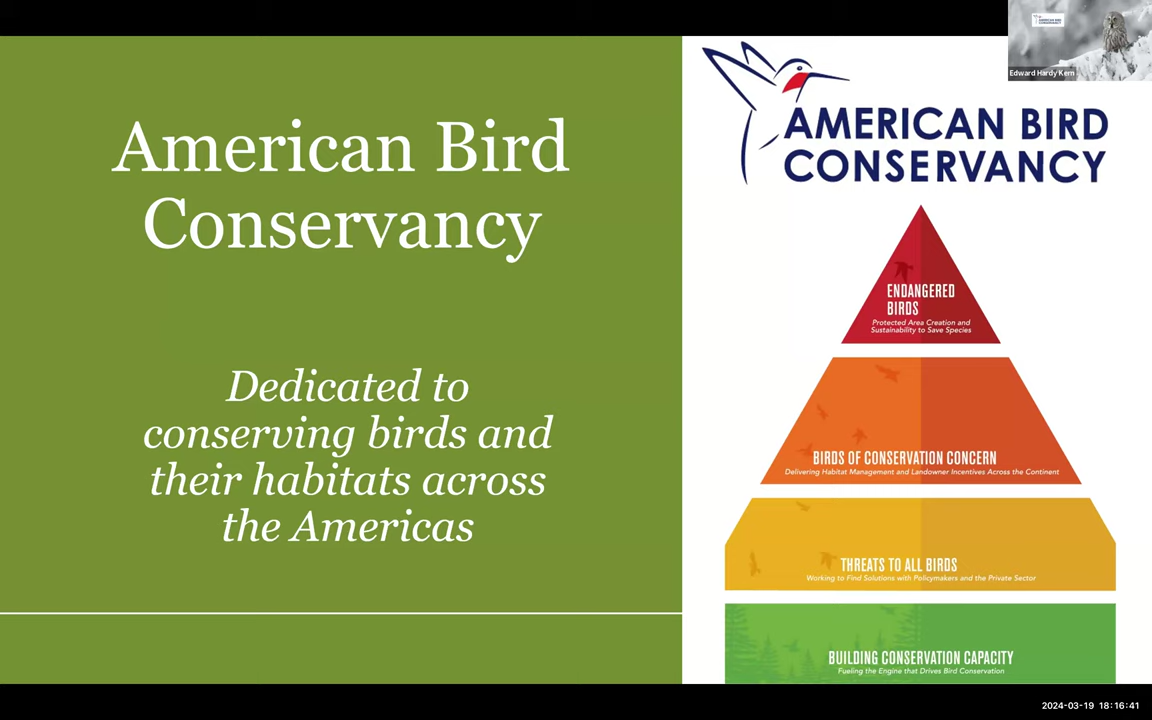 American Bird
Conservancy
Dedicated to
conserving birds and
their habitats across
the Americas
AMERICAN BIRD
CONSERVANCY
ENDANGERED
BIRDS
Protected Area Creation and
Sustainability to Save Species
BIRDS OF CONSERVATION CONCERN
Delivering Habitat Management and Landowner Incentives Across the Continent
THREATS TO ALL BIRDS
Working to Find Solutions with Policymakers and the Private Sector
BUILDING CONSERVATION CAPACITY
Fueling the Engine that Drives Bird Conservation
AMERICAN BIRD
CONSERVANCY
Edward Hardy Kern
2024-03-19 18:16:41